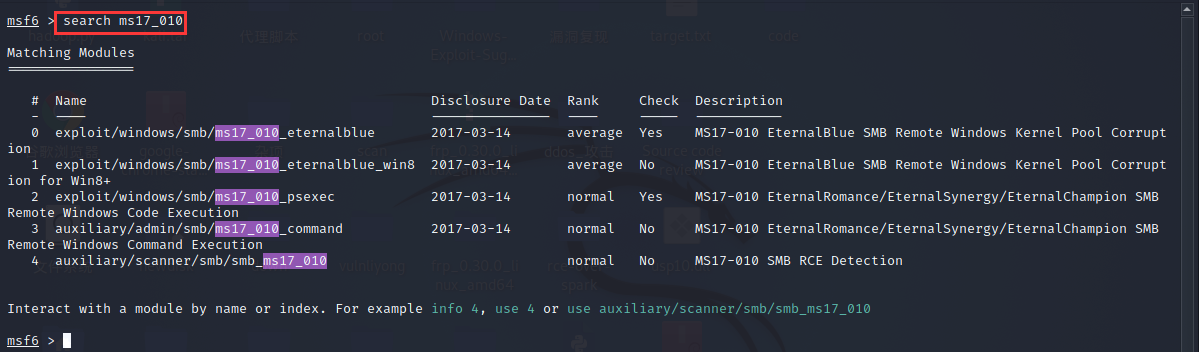 msf6 > search ms17_010
Matching Modules
================
#  Name                                      Disclosure Date  Rank     Check  Description
-  ----                                      ---------------  ----     -----  -----------
0  exploit/windows/smb/ms17_010_eternalblue  2017-03-14       average  Yes    MS17-010 EternalBlue SMB Remote Windows Kernel Pool Corrupt
ion
1  exploit/windows/smb/ms17_010_eternalblue_win8  2017-03-14       average  No     MS17-010 EternalBlue SMB Remote Windows Kernel Pool Corrupt
ion for Win8+
2  exploit/windows/smb/ms17_010_psexec       2017-03-14       normal   Yes    MS17-010 EternalRomance/EternalSynergy/EternalChampion SMB
Remote Windows Code Execution
3  auxiliary/admin/smb/ms17_010_command      2017-03-14       normal   No     MS17-010 EternalRomance/EternalSynergy/EternalChampion SMB
Remote Windows Command Execution
4  auxiliary/scanner/smb/smb_ms17_010                         normal   No     MS17-010 SMB RCE Detection
Interact with a module by name or index. For example info 4, use 4 or use auxiliary/scanner/smb/smb_ms17_010
msf6 >